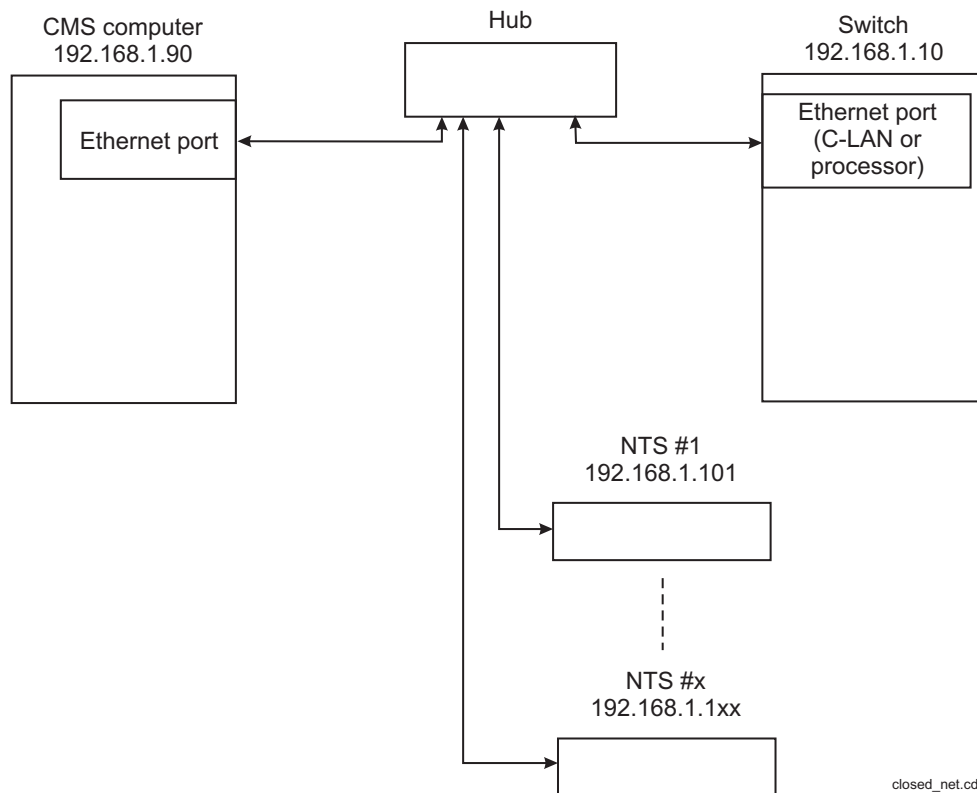 CMS computer
192.168.1.90
Hub
Switch
192.168.1.10
Ethernet port
Ethernet port
(C-LAN or
processor)
NTS #1
192.168.1.101
NTS #x
192.168.1.1xx
closed_net.cd